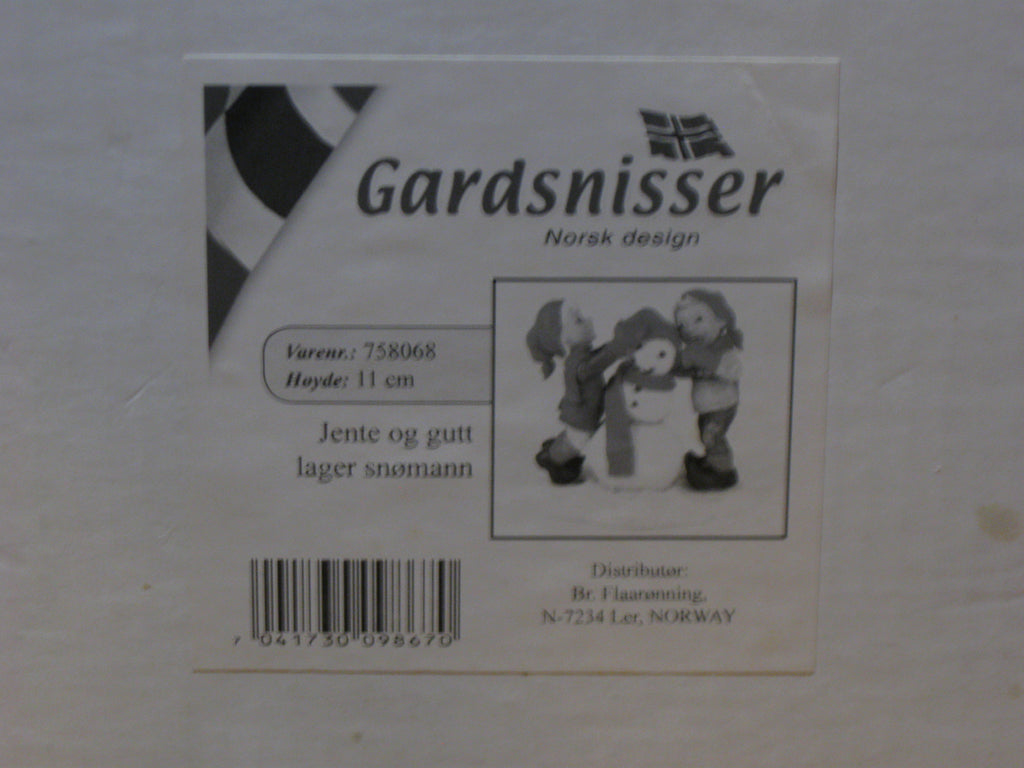 Gardsnisser
Norsk design
Varenr.: 758068
Høyde: 11 cm
Jente og gutt
lager snømann
Distributør:
Br. Flaarønning,
N-7234 Ler, NORWAY
7 041730 098670